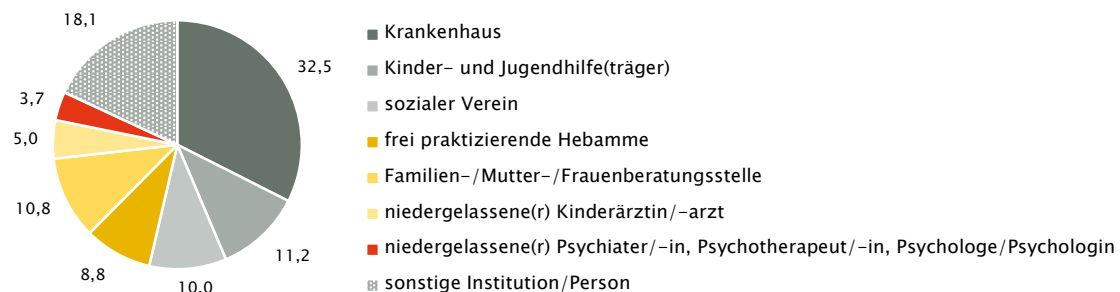 18,1
32,5
3,7
5,0
10,8
8,8
10,0
11,2
Krankenhaus
Kinder- und Jugendhilfe(träger)
sozialer Verein
frei praktizierende Hebamme
Familien-/Mutter-/Frauenberatungsstelle
niedergelassene(r) Kinderärztin/-arzt
niedergelassene(r) Psychiater/-in, Psychotherapeut/-in, Psychologe/Psychologin
sonstige Institution/Person